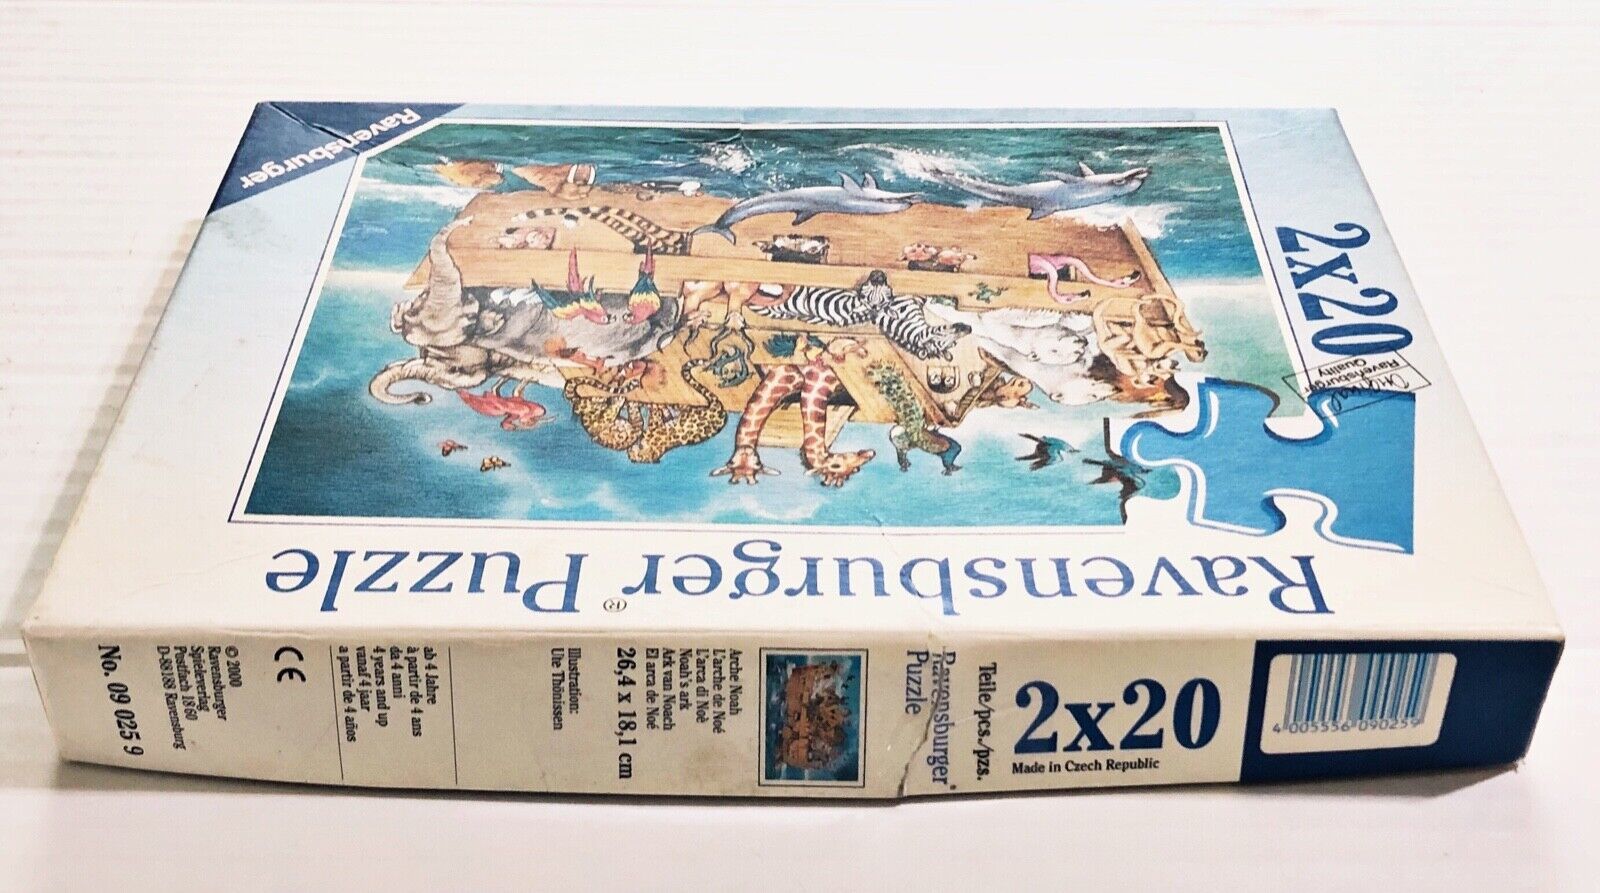 Ravensburger
2x20
Original
Ravensburger
Quality
Ravensburger® Puzzle
4 005556 090259
2x20
Made in Czech Republic
Teile/pcs./pzs.
Ravensburger®
Puzzle
Arche Noah
L'arche de Noé
L'arca di Noè
Noah's ark
Ark van Noach
El arca de Noé
26,4 x 18,1 cm
Illustration:
Ute Thönissen
ab 4 Jahre
à partir de 4 ans
da 4 anni
4 years and up
vanaf 4 jaar
a partir de 4 años
CE
© 2000
Ravensburger
Spieleverlag
Postfach 18 60
D-88188 Ravensburg
No. 09 025 9